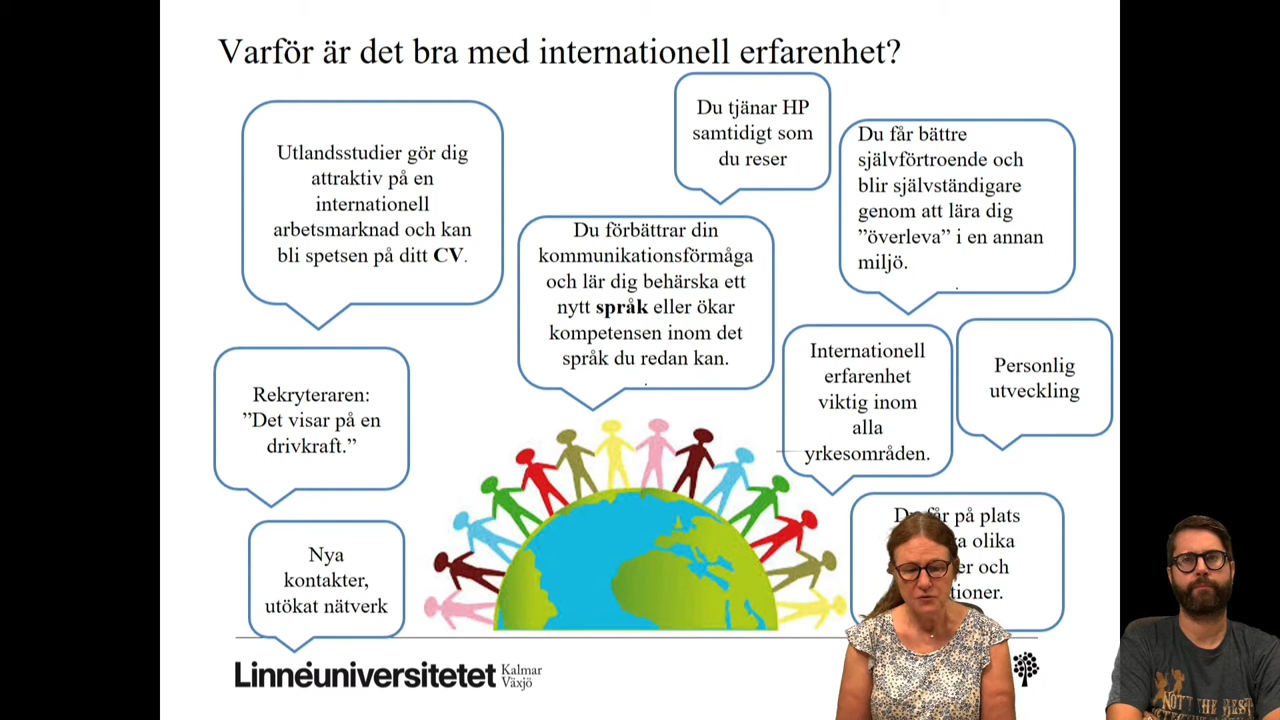 Varför är det bra med internationell erfarenhet?
Du tjänar HP
samtidigt som
du reser
Utlandsstudier gör dig
attraktiv på en
internationell
arbetsmarknad och kan
bli spetsen på ditt CV.
Du får bättre
självförtroende och
blir självständigare
genom att lära dig
”överleva” i en annan
miljö.
Du förbättrar din
kommunikationsförmåga
och lär dig behärska ett
nytt språk eller ökar
kompetensen inom det
språk du redan kan.
Internationell
erfarenhet
viktig inom
alla
yrkesområden.
Personlig
utveckling
Rekryteraren:
”Det visar på en
drivkraft.”
får på plats
olika
och
Nya
kontakter,
utökat nätverk
Linnéuniversitetet
Kalmar
Växjö
NOT THE BEST